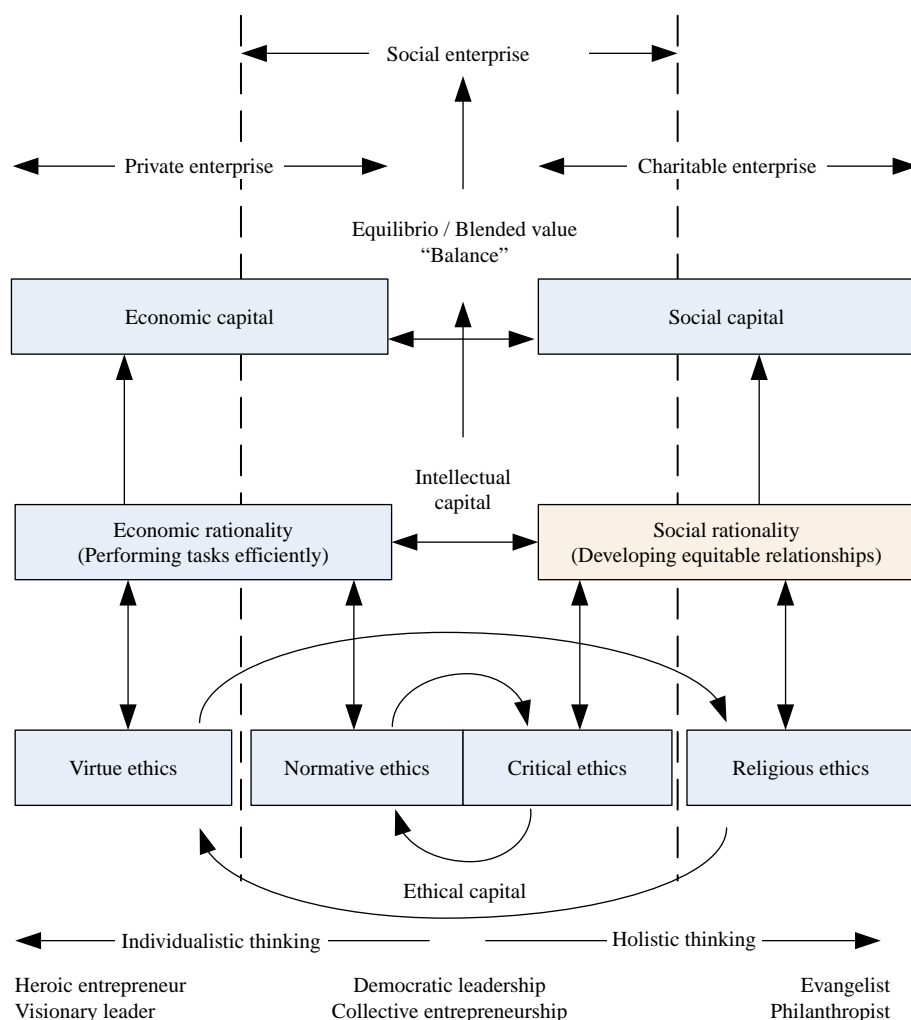 Social enterprise
Private enterprise
Charitable enterprise
Equilibrio / Blended value
“Balance”
Economic capital
Social capital
Intellectual
capital
Economic rationality
(Performing tasks efficiently)
Social rationality
(Developing equitable relationships)
Virtue ethics
Normative ethics
Critical ethics
Religious ethics
Ethical capital
Individualistic thinking
Holistic thinking
Heroic entrepreneur
Visionary leader
Democratic leadership
Collective entrepreneurship
Evangelist
Philanthropist